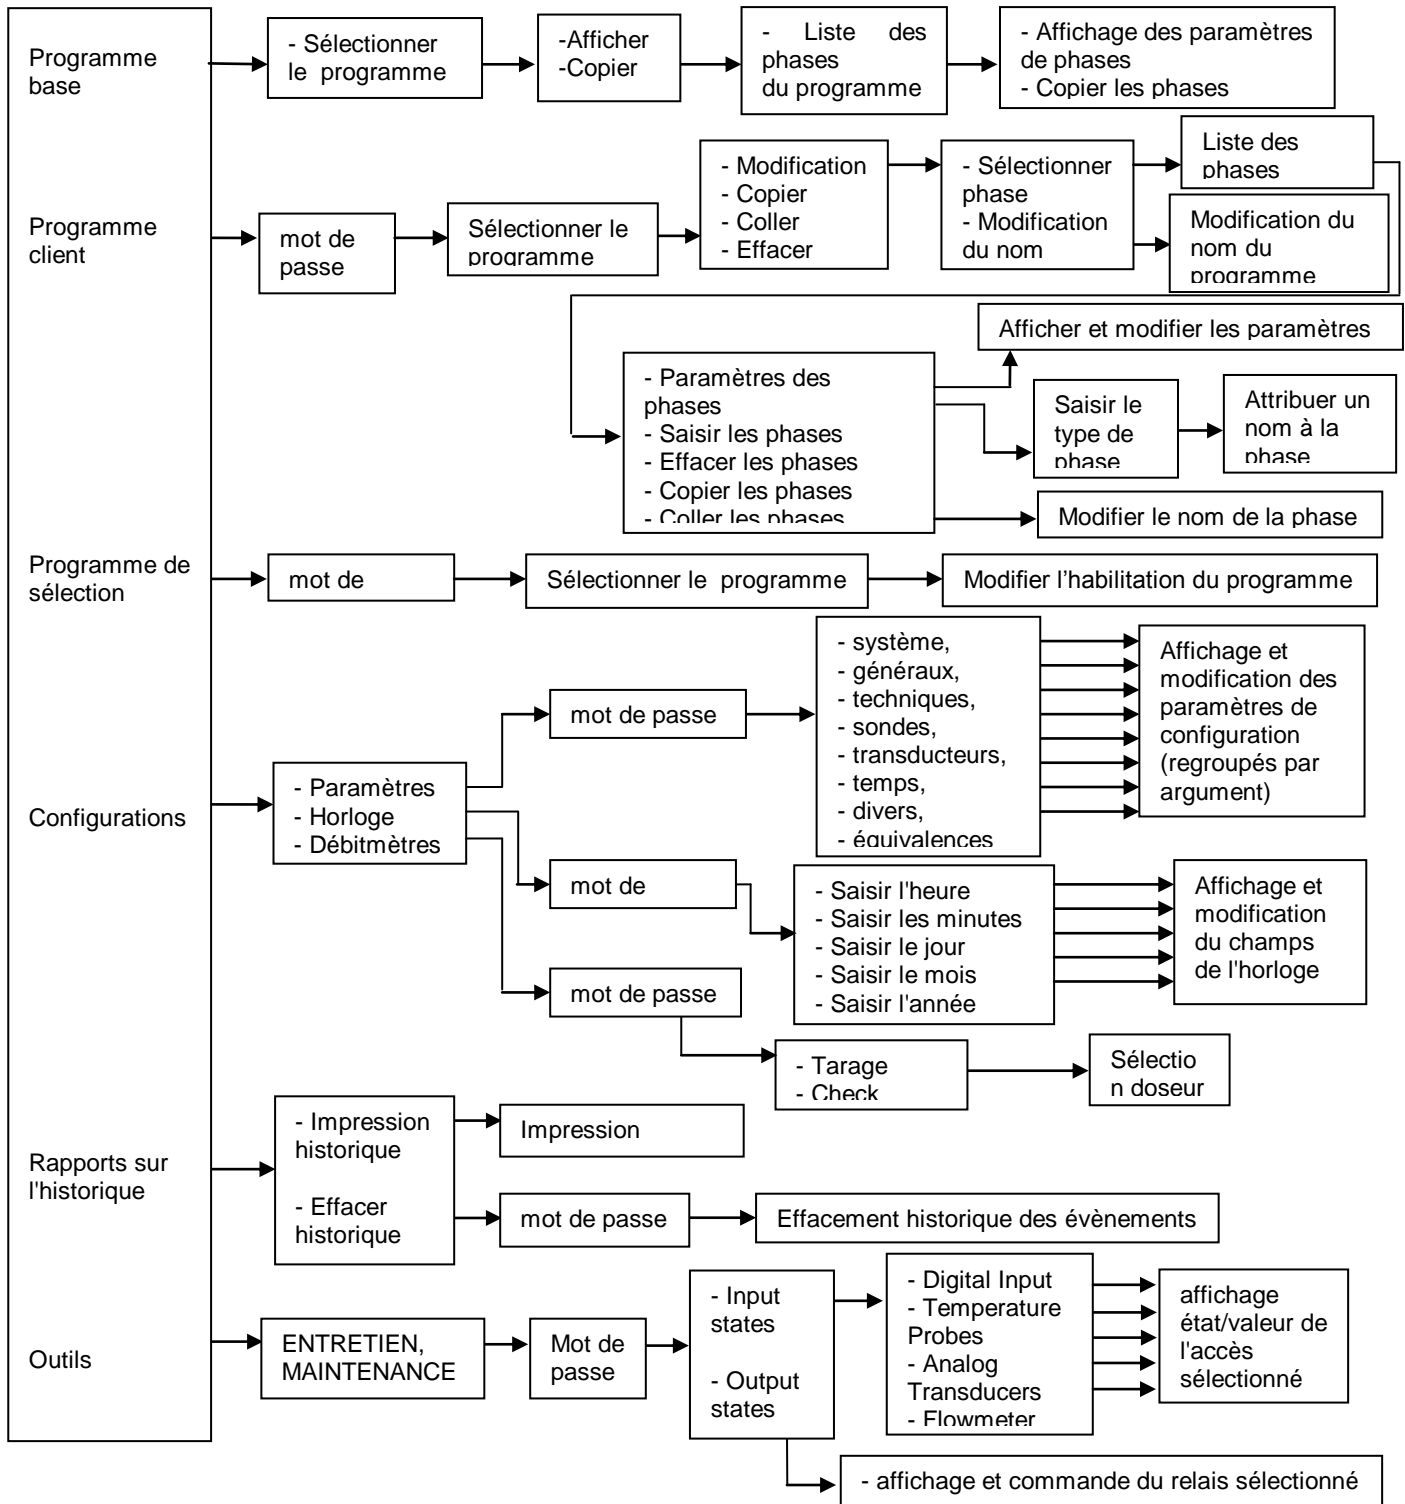 Programme
base
- Sélectionner
le programme
-Afficher
-Copier
- Liste des
phases
du programme
- Affichage des paramètres
de phases
- Copier les phases
Programme
client
mot de
passe
Sélectionner le
programme
- Modification
- Copier
- Coller
- Effacer
- Sélectionner
phase
- Modification
du nom
Liste des
phases
Modification du
nom du
programme
Afficher et modifier les paramètres
- Paramètres des
phases
- Saisir les phases
- Effacer les phases
- Copier les phases
- Coller les phases
Saisir le
type de
phase
Attribuer un
nom à la
phase
Modifier le nom de la phase
Programme de
sélection
mot de
Sélectionner le programme
Modifier l'habilitation du programme
Configurations
- Paramètres
- Horloge
- Débitmètres
mot de passe
- système,
- généraux,
- techniques,
- sondes,
- transducteurs,
- temps,
- divers,
- équivalences
Affichage et
modification des
paramètres de
configuration
(regroupés par
argument)
mot de
- Saisir l'heure
- Saisir les minutes
- Saisir le jour
- Saisir le mois
- Saisir l'année
Affichage et
modification
du champs
de l'horloge
mot de passe
- Tarage
- Check
Sélectio
n doseur
Rapports sur
l'historique
- Impression
historique
- Effacer
historique
Impression
mot de passe
Effacement historique des évènements
Outils
ENTRETIEN,
MAINTENANCE
Mot de
passe
- Input
states
- Output
states
- Digital Input
- Temperature
Probes
- Analog
Transducers
- Flowmeter
affichage
état/valeur de
l'accès
sélectionné
- affichage et commande du relais sélectionné